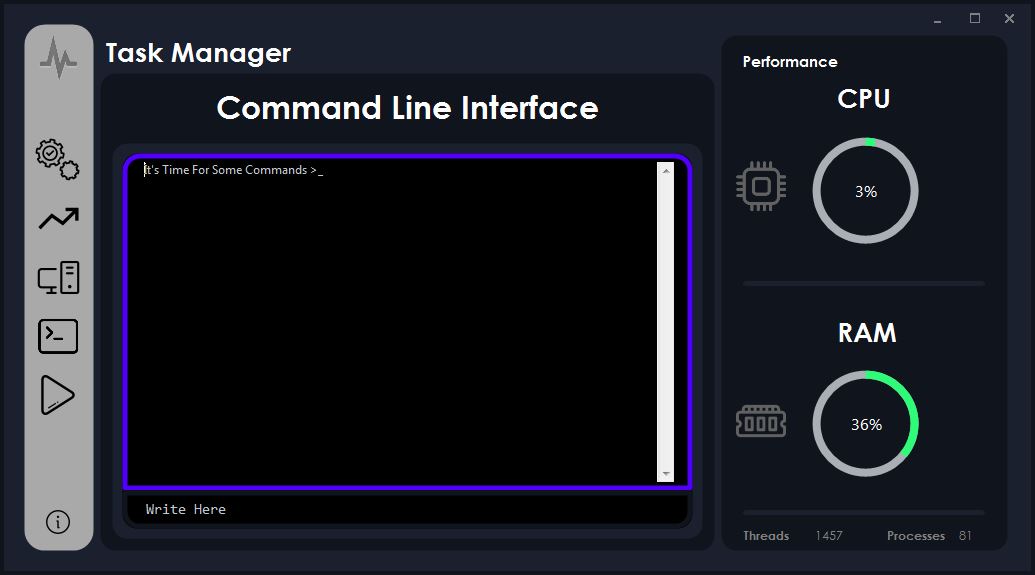 Task Manager
Command Line Interface
It's Time For Some Commands >_
Write Here
Performance
CPU
3%
RAM
36%
Threads 1457 Processes 81